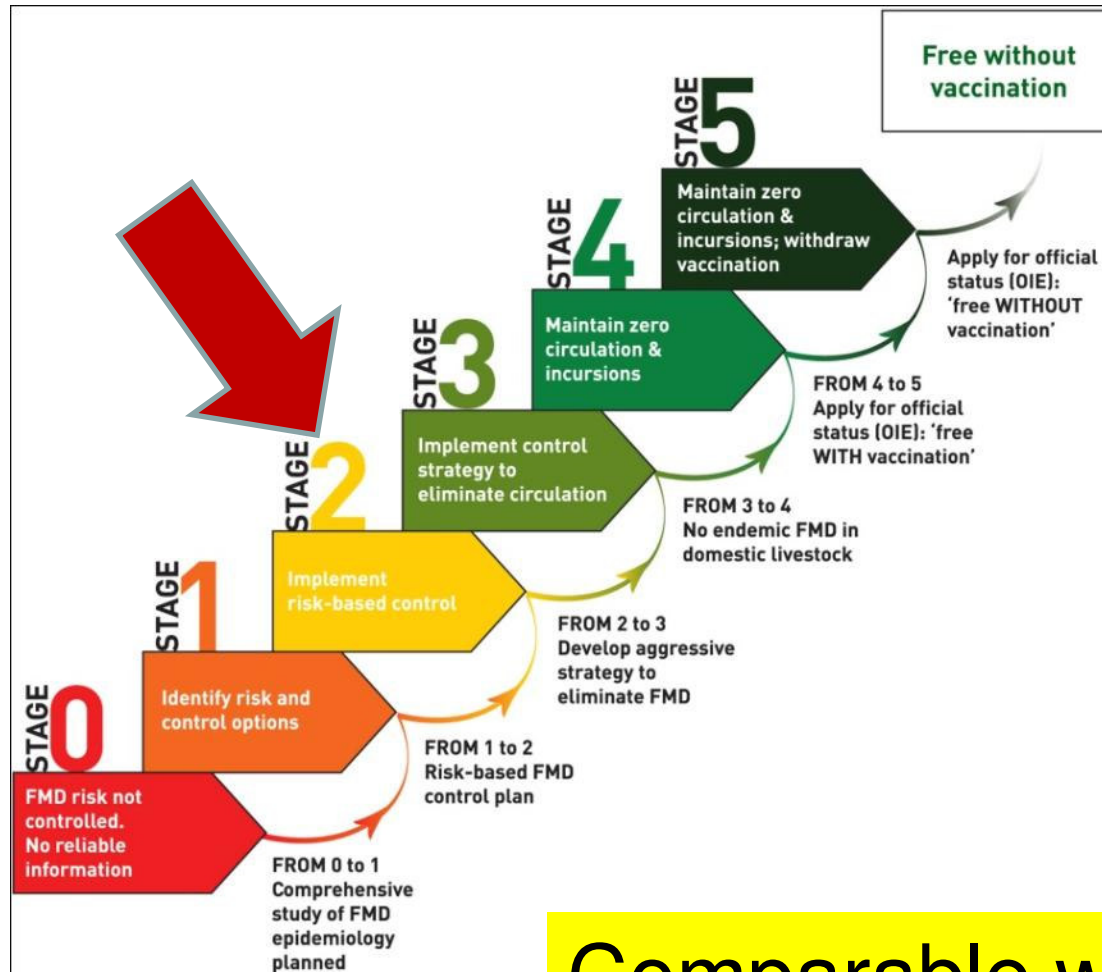 Free without
vaccination
STAGE
5
Maintain zero
circulation &
incursions; withdraw
vaccination
Apply for official
status (OIE):
‘free WITHOUT
vaccination’
STAGE
4
Maintain zero
circulation &
incursions
FROM 4 to 5
Apply for official
status (OIE): ‘free
WITH vaccination’
STAGE
3
Implement control
strategy to
eliminate circulation
FROM 3 to 4
No endemic FMD in
domestic livestock
STAGE
2
Implement
risk-based control
FROM 2 to 3
Develop aggressive
strategy to
eliminate FMD
STAGE
1
Identify risk and
control options
FROM 1 to 2
Risk-based FMD
control plan
STAGE
0
FMD risk not
controlled.
No reliable
information
FROM 0 to 1
Comprehensive
study of FMD
epidemiology
planned
Comparable